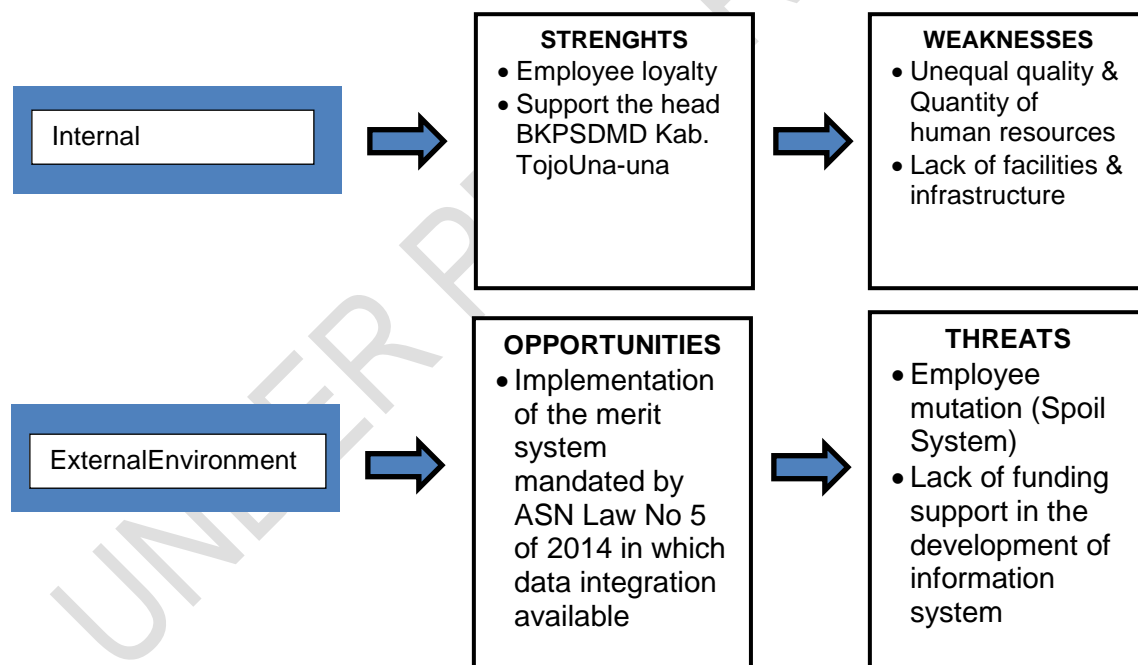 STRENGHTS
• Employee loyalty
• Support the head
BKPSDMD Kab.
TojoUna-una
WEAKNESSES
• Unequal quality &
Quantity of
human resources
• Lack of facilities &
infrastructure
Internal
OPPORTUNITIES
• Implementation
of the merit
system
mandated by
ASN Law No 5
of 2014 in which
data integration
available
THREATS
• Employee
mutation (Spoil
System)
• Lack of funding
support in the
development of
information
system
ExternalEnvironment